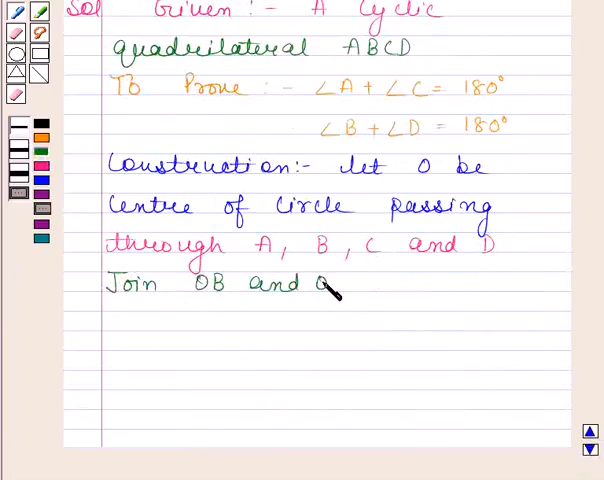 Sol Given :- A Cyclic
quadrilateral ABCD
To Prove :- ∠A + ∠C = 180°
∠B + ∠D = 180°
Construction:- let O be
Centre of Circle passing
through A, B, C and D
Join OB and O